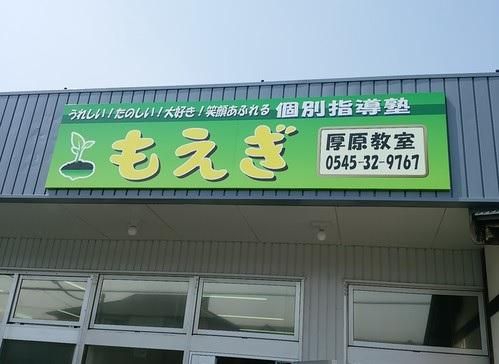 うれしい！たのしい！大好き！笑顔あふれる 個別指導塾
もえぎ
厚原教室
0545-32-9767